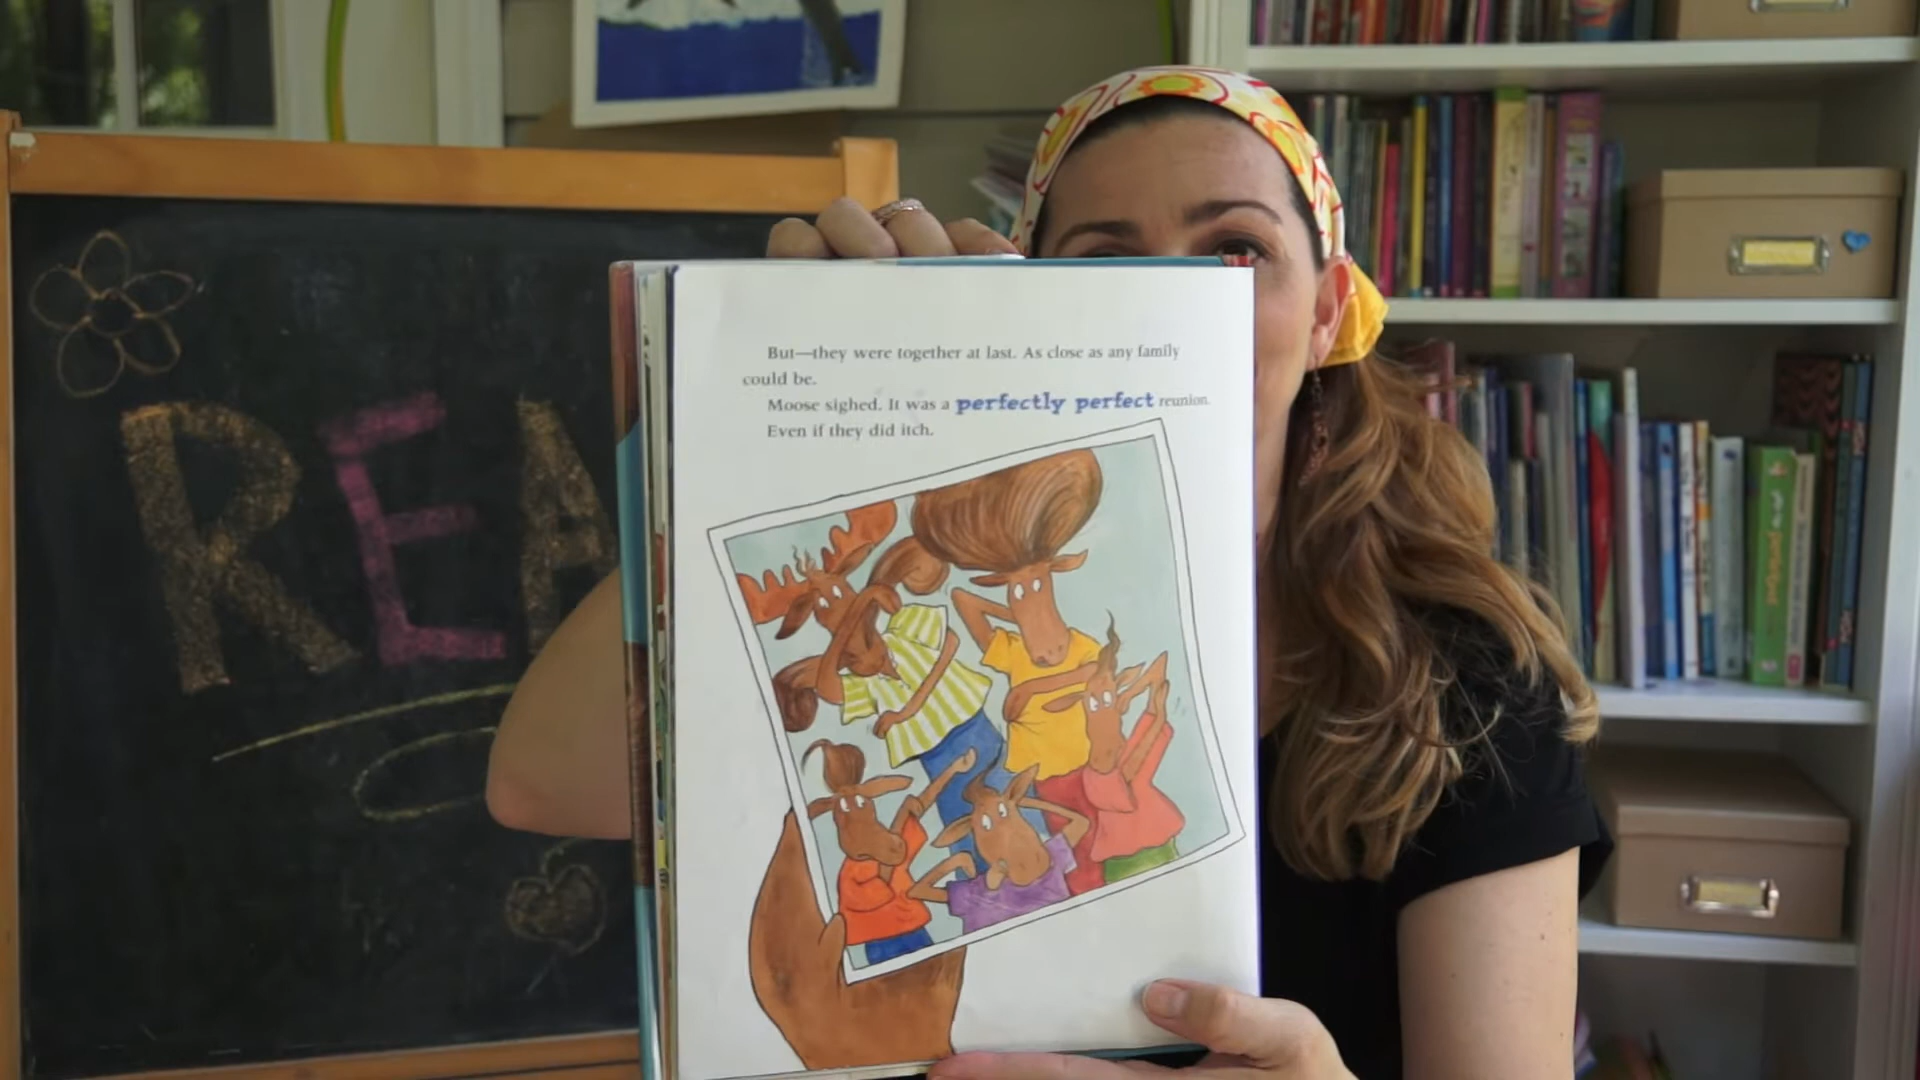 REA
But—they were together at last. As close as any family
could be.
Moose sighed. It was a perfectly perfect reunion.
Even if they did itch.